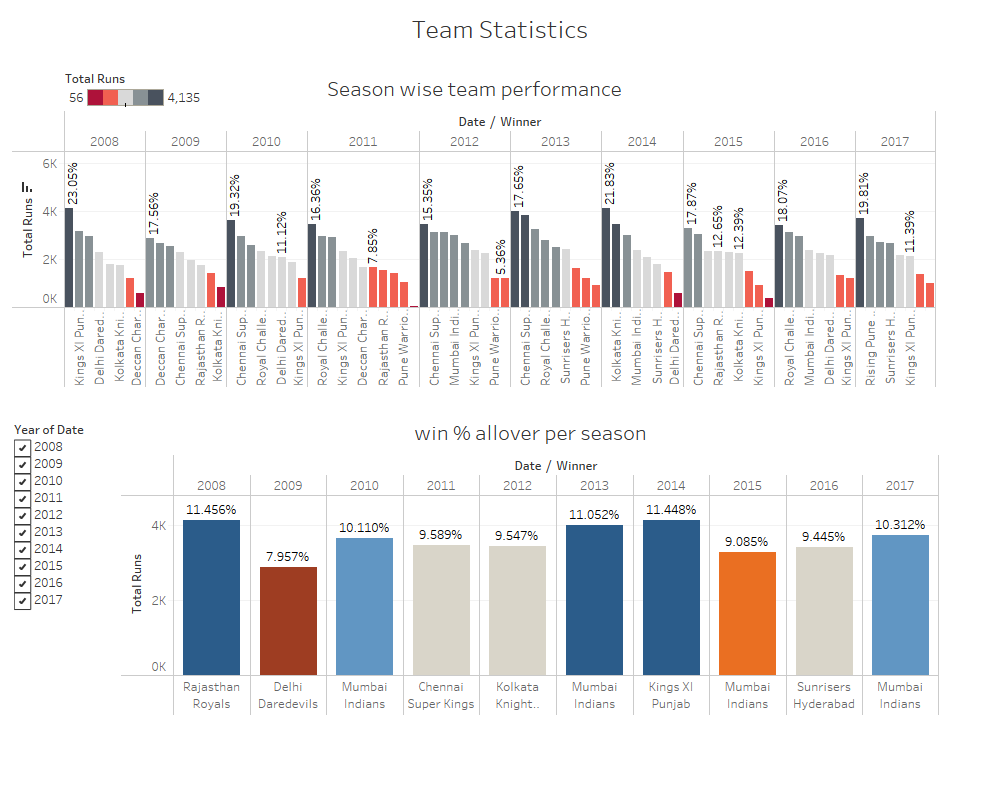 Team Statistics
Total Runs
56 4,135
Season wise team performance
Date / Winner
2008 2009 2010 2011 2012 2013 2014 2015 2016 2017
6K
4K
2K
0K
Total Runs
23.05% 17.56% 19.32% 11.12% 16.36% 7.85% 15.35% 5.36% 17.65% 21.83% 17.87% 12.65% 12.39% 18.07% 19.81% 11.39%
Kings XI Pun.. Delhi Dared.. Kolkata Kni.. Deccan Char.. Deccan Char.. Chennai Sup.. Rajasthan R.. Kolkata Kni.. Chennai Sup.. Royal Challe.. Delhi Dared.. Kings XI Pun.. Royal Challe.. Kings XI Pun.. Deccan Char.. Rajasthan R.. Pune Warrio.. Chennai Sup.. Mumbai Indi.. Kings XI Pun.. Pune Warrio.. Chennai Sup.. Royal Challe.. Sunrisers H.. Pune Warrio.. Kolkata Kni.. Mumbai Indi.. Sunrisers H.. Delhi Dared.. Chennai Sup.. Rajasthan R.. Kolkata Kni.. Kings XI Pun.. Royal Challe.. Mumbai Indi.. Delhi Dared.. Kings XI Pun.. Rising Pune .. Sunrisers H.. Kings XI Pun..
Year of Date
2008
2009
2010
2011
2012
2013
2014
2015
2016
2017
win % allover per season
Date / Winner
2008 2009 2010 2011 2012 2013 2014 2015 2016 2017
11.456% 7.957% 10.110% 9.589% 9.547% 11.052% 11.448% 9.085% 9.445% 10.312%
4K
2K
0K
Total Runs
Rajasthan Delhi Mumbai Chennai Kolkata Mumbai Kings XI Mumbai Sunrisers Mumbai
Royals Daredevils Indians Super Kings Knight.. Indians Punjab Indians Hyderabad Indians